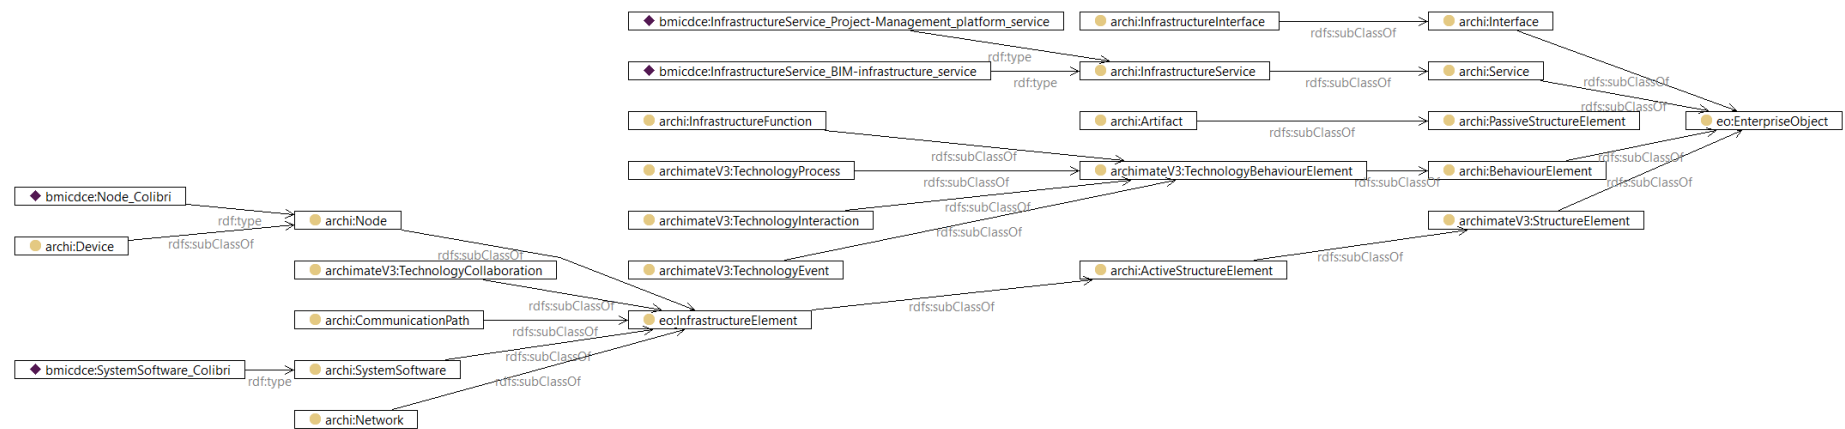 bmicdce:InfrastructureService_Project-Management_platform_service
archi:InfrastructureInterface
rdfs:subClassOf
archi:Interface
rdf:type
bmicdce:InfrastructureService_BIM-infrastructure_service
rdf:type
archi:InfrastructureService
rdfs:subClassOf
archi:Service
rdfs:subClassOf
rdfs:subClassOf
archi:InfrastructureFunction
archi:Artifact
rdfs:subClassOf
archi:PassiveStructureElement
eo:EnterpriseObject
rdfs:subClassOf
rdfs:subClassOf
archimateV3:TechnologyProcess
rdfs:subClassOf
archimateV3:TechnologyBehaviourElement
rdfs:subClassOf
archi:BehaviourElement
rdfs:subClassOf
bmicdce:Node_Colibri
rdf:type
archi:Node
archimateV3:TechnologyInteraction
rdfs:subClassOf
rdfs:subClassOf
archimateV3:StructureElement
archi:Device
rdfs:subClassOf
rdfs:subClassOf
rdfs:subClassOf
archimateV3:TechnologyCollaboration
archimateV3:TechnologyEvent
archi:ActiveStructureElement
rdfs:subClassOf
rdfs:subClassOf
archi:CommunicationPath
rdfs:subClassOf
eo:InfrastructureElement
rdfs:subClassOf
bmicdce:SystemSoftware_Colibri
rdf:type
archi:SystemSoftware
rdfs:subClassOf
archi:Network